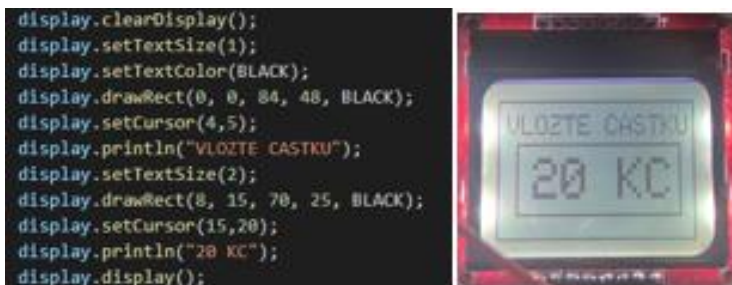 display.clearDisplay();
display.setTextSize(1);
display.setTextColor(BLACK);
display.drawRect(0, 0, 84, 48, BLACK);
display.setCursor(4,5);
display.println("VLOZTE CASTKU");
display.setTextSize(2);
display.drawRect(8, 15, 70, 25, BLACK);
display.setCursor(15,20);
display.println("20 KC");
display.display();
VLOZTE CASTKU
20 KC